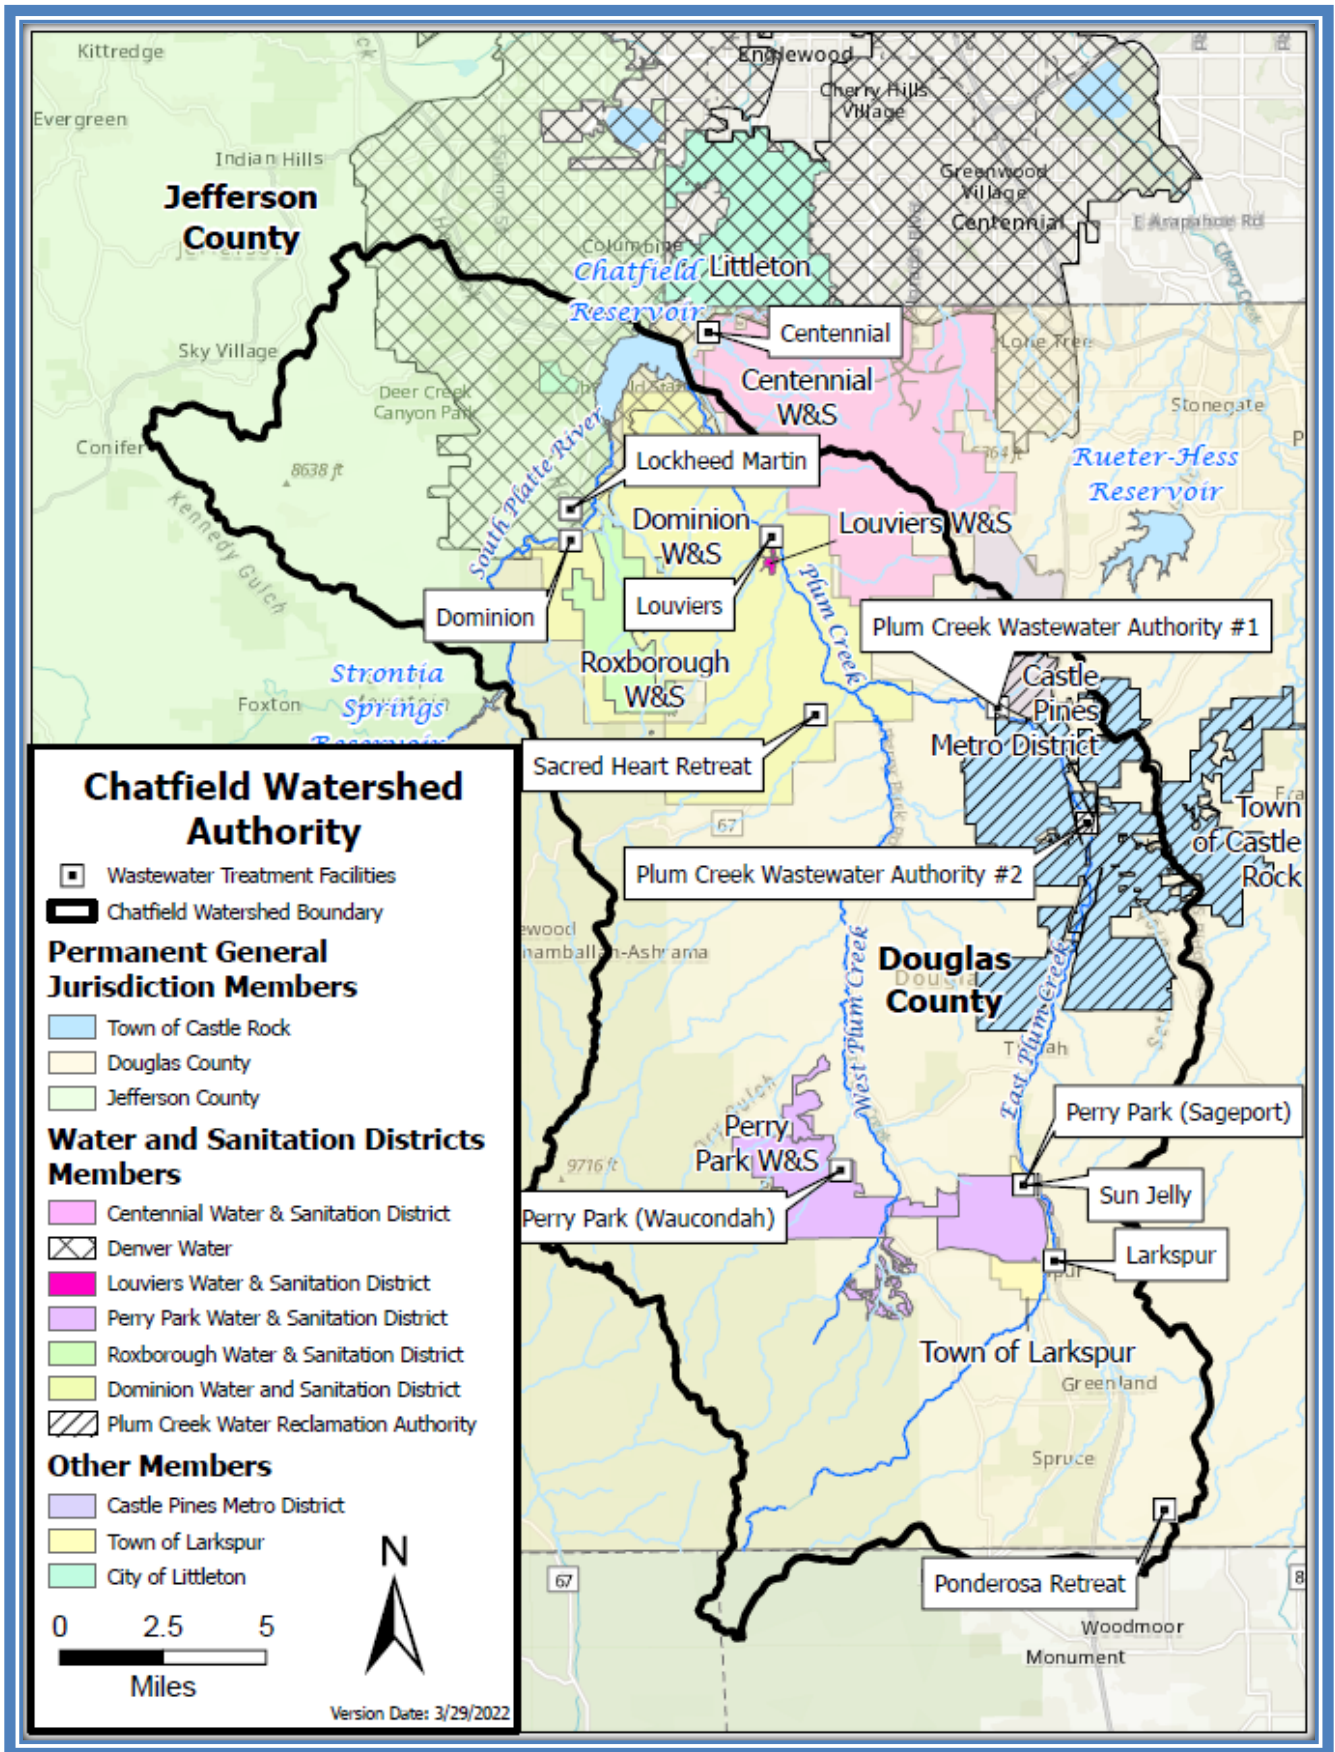 Kittredge
Englewood
Cherry Hills
Village
Evergreen
Indian Hills
Greenwood
Village
Jefferson
County
Centennial
E Arapahoe Rd
Columbine
Cherry Creek
Chatfield
Reservoir
Littleton
Centennial
Lone Tree
Sky Village
Centennial
W&S
Deer Creek
Canyon Park
Stonegate
Conifer
Lockheed Martin
6364 ft
Rueter-Hess
Reservoir
8638 ft
South Platte River
Kennedy Gulch
Dominion
W&S
Louviers W&S
Plum Creek
Louviers
Dominion
Plum Creek Wastewater Authority #1
Roxborough
W&S
Strontia
Springs
Reservoir
Foxton
Castle
Pines
Metro District
Sacred Heart Retreat
67
Town
of Castle
Rock
Plum Creek Wastewater Authority #2
West Plum Creek
East Plum Creek
Douglas
County
Perry Park (Sageport)
Perry
Park W&S
9716 ft
Sun Jelly
Perry Park (Waucondah)
Larkspur
Town of Larkspur
Greenland
Spruce
Ponderosa Retreat
67
8
Woodmoor
Monument
Chatfield Watershed
Authority
Wastewater Treatment Facilities
Chatfield Watershed Boundary
Permanent General
Jurisdiction Members
Town of Castle Rock
Douglas County
Jefferson County
Water and Sanitation Districts
Members
Centennial Water & Sanitation District
Denver Water
Louviers Water & Sanitation District
Perry Park Water & Sanitation District
Roxborough Water & Sanitation District
Dominion Water and Sanitation District
Plum Creek Water Reclamation Authority
Other Members
Castle Pines Metro District
Town of Larkspur
City of Littleton
N
0 2.5 5
Miles
Version Date: 3/29/2022